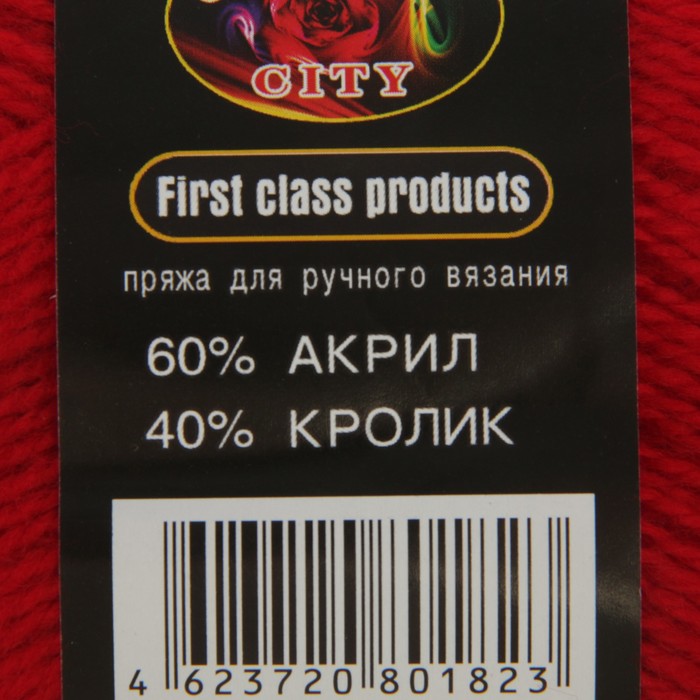 CITY
First class products
пряжа для ручного вязания
60% АКРИЛ
40% КРОЛИК
4 623720 801823